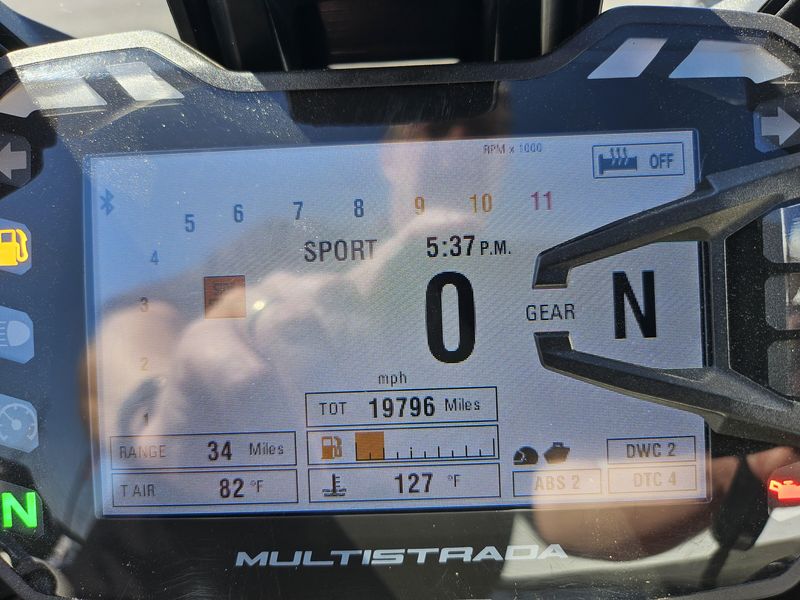 RPM x 1000
OFF
5 6 7 8 9 10 11
4
3
2
1
SPORT
5:37 P.M.
0
mph
GEAR N
TOT 19796 Miles
RANGE 34 Miles
T AIR 82 °F
127 °F
DWC 2
ABS 2
DTC 4
N
MULTISTRADA